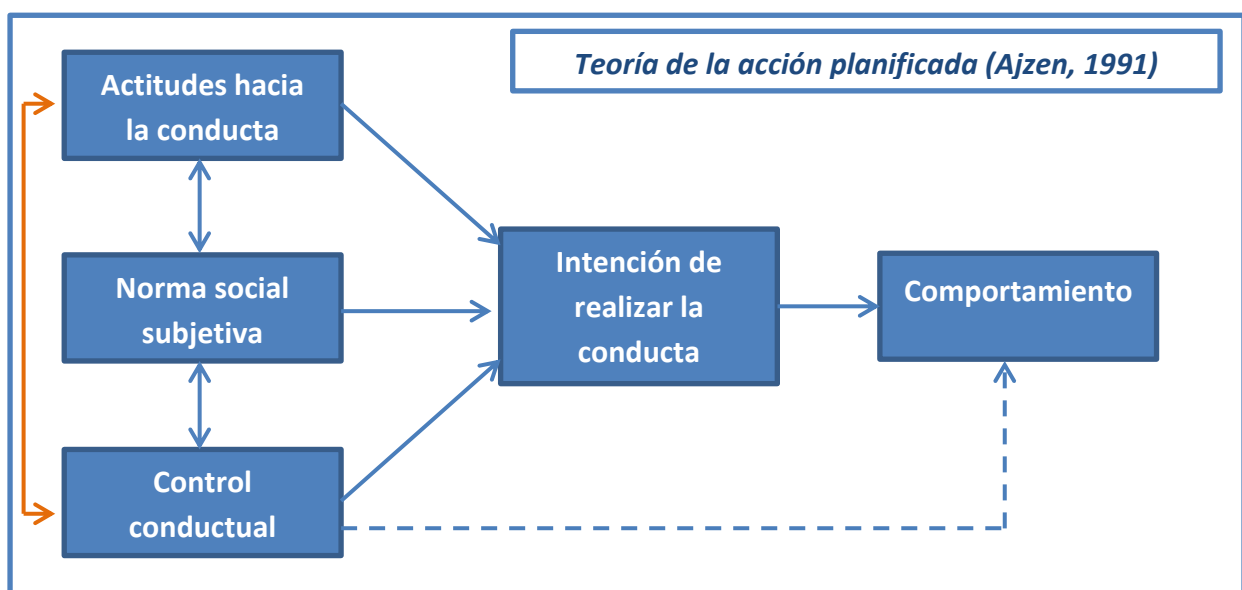 Teoría de la acción planificada (Ajzen, 1991)
Actitudes hacia
la conducta
Norma social
subjetiva
Control
conductual
Intención de
realizar la
conducta
Comportamiento